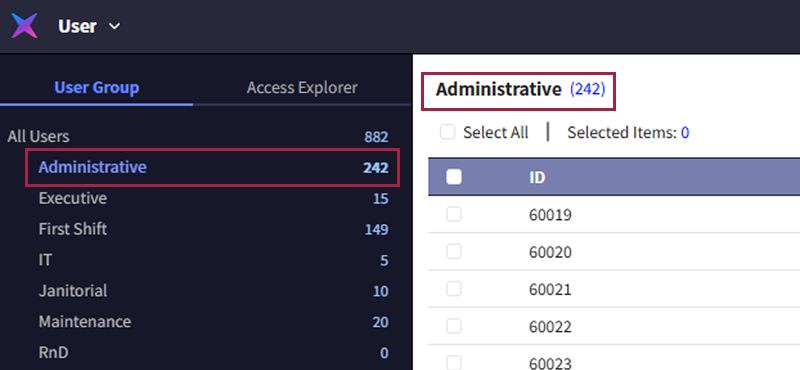 User
User Group Access Explorer
All Users 882
Administrative 242
Executive 15
First Shift 149
IT 5
Janitorial 10
Maintenance 20
RnD 0
Administrative (242)
Select All | Selected Items: 0
ID
60019
60020
60021
60022
60023